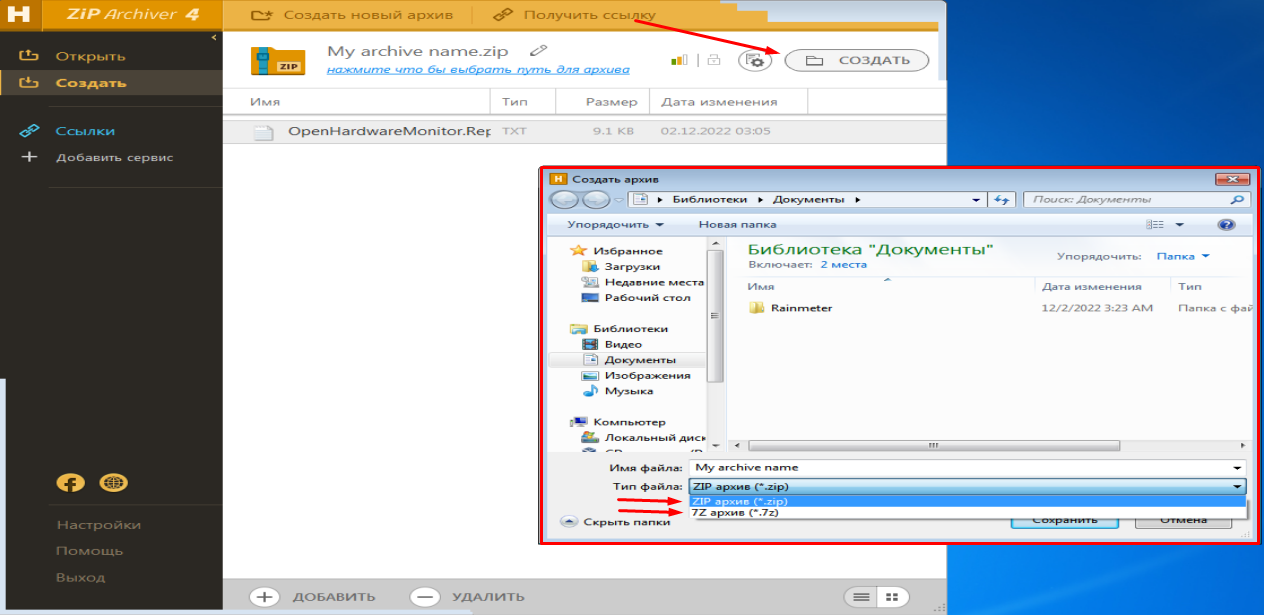 H ZiP Archiver 4
Создать новый архив
Получить ссылку
Открыть
Создать
Ссылки
Добавить сервис
My archive name.zip
нажмите что бы выбрать путь для архива
ZIP
СОЗДАТЬ
Имя Тип Размер Дата изменения
OpenHardwareMonitor.Rep TXT 9.1 KB 02.12.2022 03:05
H Создать архив
Библиотеки Документы
Поиск: Документы
Упорядочить Новая папка
Избранное
Загрузки
Недавние места
Рабочий стол
Библиотеки
Видео
Документы
Изображения
Музыка
Компьютер
Локальный диск
Библиотека "Документы"
Включает: 2 места
Упорядочить: Папка
Имя Дата изменения Тип
Rainmeter 12/2/2022 3:23 AM Папка с фай
Имя файла: My archive name
Тип файла: ZIP архив (*.zip)
ZIP архив (*.zip)
7Z архив (*.7z)
Скрыть папки
Сохранить Отмена
Настройки
Помощь
Выход
ДОБАВИТЬ
УДАЛИТЬ